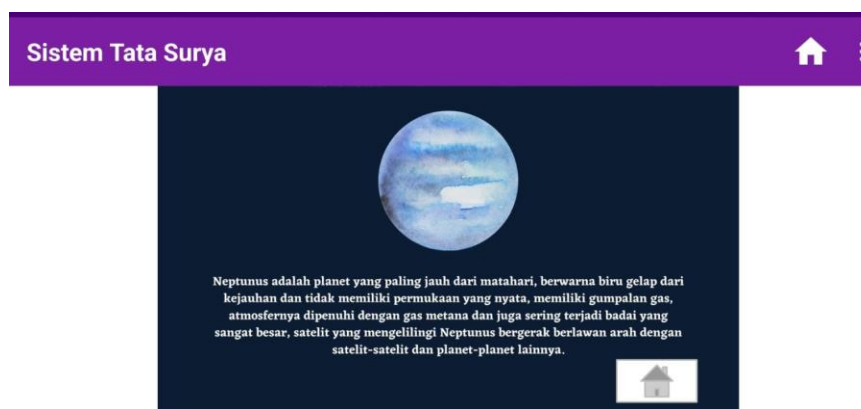 Sistem Tata Surya
Neptunus adalah planet yang paling jauh dari matahari, berwarna biru gelap dari
kejauhan dan tidak memiliki permukaan yang nyata, memiliki gumpalan gas,
atmosfernya dipenuhi dengan gas metana dan juga sering terjadi badai yang
sangat besar, satelit yang mengelilingi Neptunus bergerak berlawan arah dengan
satelit-satelit dan planet-planet lainnya.